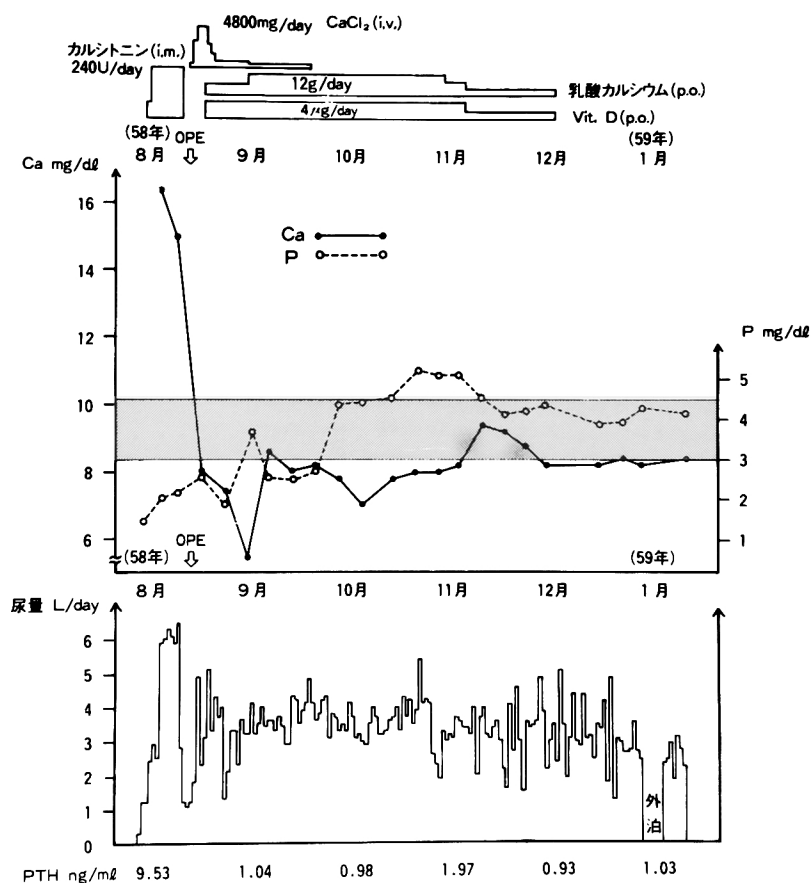 4800mg/day CaCl₂(i.v.)
カルシトニン(i.m.)
240U/day
12g/day 乳酸カルシウム(p.o.)
4μg/day Vit. D(p.o.)
(58年) OPE (59年)
8月 9月 10月 11月 12月 1月
Ca mg/dl
16
14
12
10
8
6
Ca
P
P mg/dl
5
4
3
2
1
(58年) OPE (59年)
8月 9月 10月 11月 12月 1月
尿量 L/day
6
5
4
3
2
1
0
外泊
PTH ng/ml 9.53 1.04 0.98 1.97 0.93 1.03